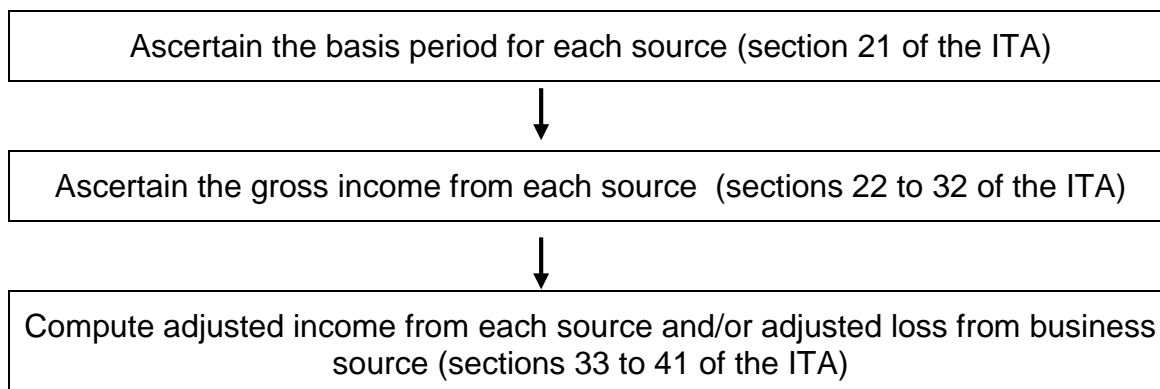 Ascertain the basis period for each source (section 21 of the ITA)
Ascertain the gross income from each source  (sections 22 to 32 of the ITA)
Compute adjusted income from each source and/or adjusted loss from business
source (sections 33 to 41 of the ITA)